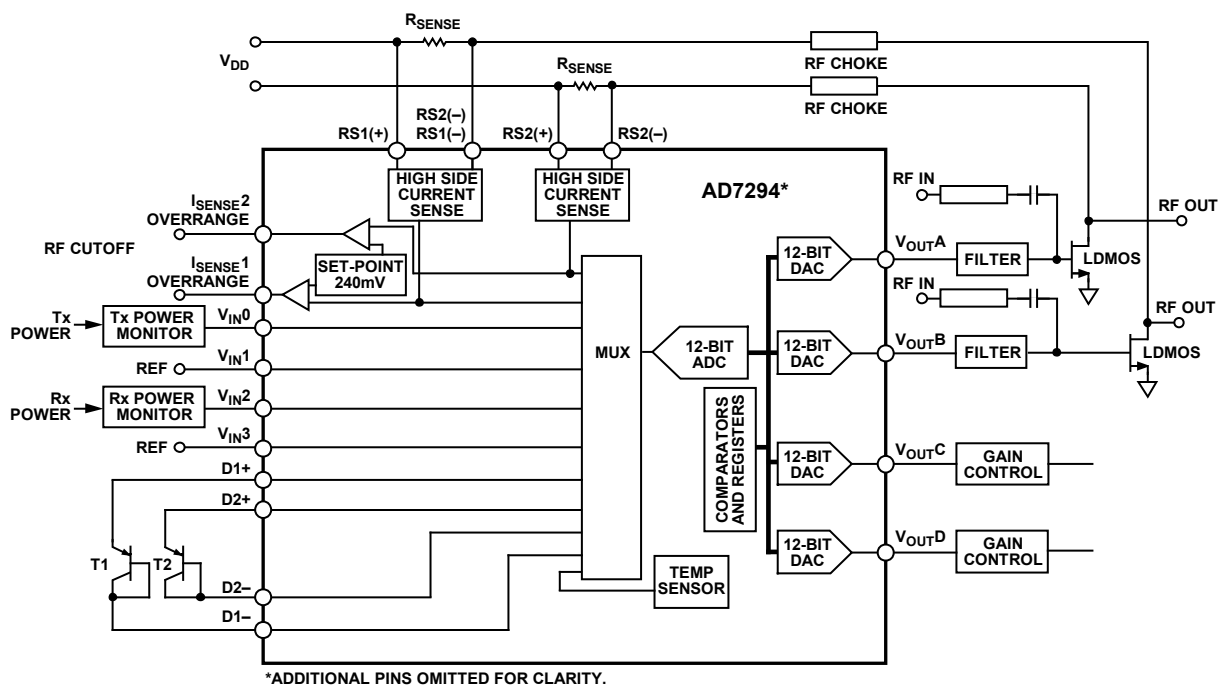 RSENSE
VDD
RF CHOKE
RSENSE
RF CHOKE
RS2(–)
RS1(+)
RS1(–)
RS2(+)
RS2(–)
HIGH SIDE
CURRENT
SENSE
HIGH SIDE
CURRENT
SENSE
AD7294*
ISENSE2
OVERRANGE
RF CUTOFF
SET-POINT
240mV
ISENSE1
OVERRANGE
Tx
POWER
Tx POWER
MONITOR
VIN0
REF
VIN1
Rx
POWER
Rx POWER
MONITOR
VIN2
REF
VIN3
D1+
D2+
T1
T2
D2–
D1–
MUX
12-BIT
ADC
COMPARATORS
AND REGISTERS
TEMP
SENSOR
12-BIT
DAC
12-BIT
DAC
12-BIT
DAC
12-BIT
DAC
RF IN
RF OUT
VOUTA
FILTER
LDMOS
RF IN
RF OUT
VOUTB
FILTER
LDMOS
VOUTC
GAIN
CONTROL
VOUTD
GAIN
CONTROL
*ADDITIONAL PINS OMITTED FOR CLARITY.